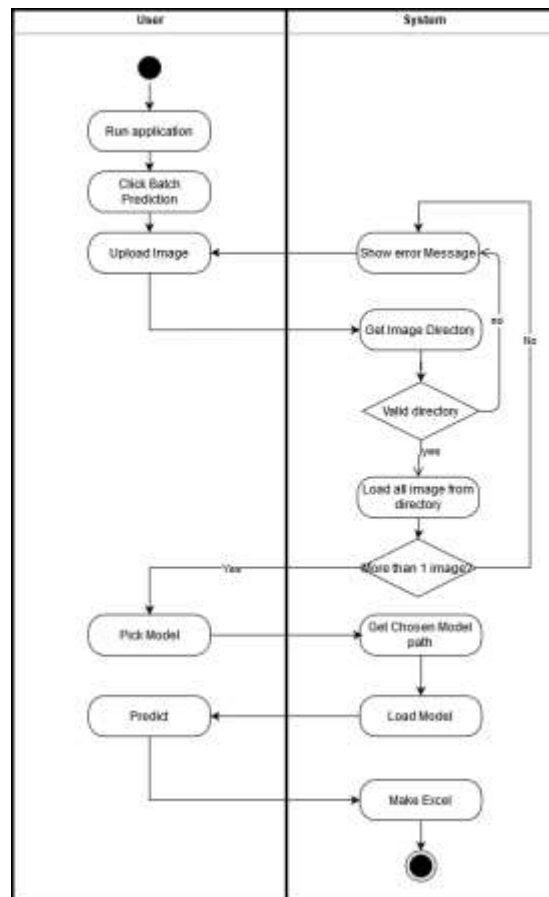 User
System
Run application
Click Batch
Prediction
Upload Image
Show error Message
Get Image Directory
no
No
Valid directory
yes
Load all image from
directory
More than 1 image?
Yes
Pick Model
Get Chosen Model
path
Predict
Load Model
Make Excel